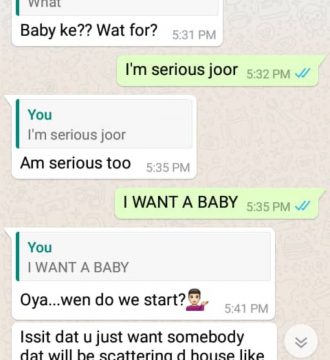 What
Baby ke?? Wat for?
5:31 PM
I'm serious joor 5:32 PM
You
I'm serious joor
Am serious too 5:35 PM
I WANT A BABY 5:35 PM
You
I WANT A BABY
Oya...wen do we start?💁🏻‍♂️
5:41 PM
Issit dat u just want somebody
dat will be scattering d house like